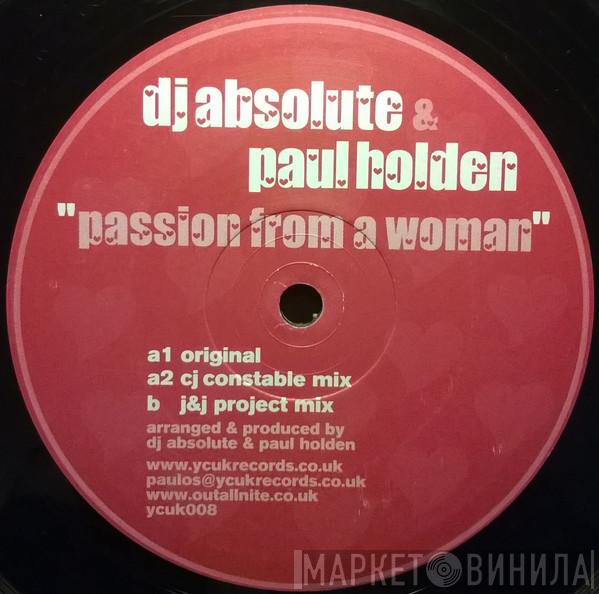 dj absolute &
paul holden
"passion from a woman"
a1 original
a2 cj constable mix
b j&j project mix
arranged & produced by
dj absolute & paul holden
www.ycukrecords.co.uk
paulos@ycukrecords.co.uk
www.outallnite.co.uk
ycuk008
МАРКЕТ ВИНИЛА